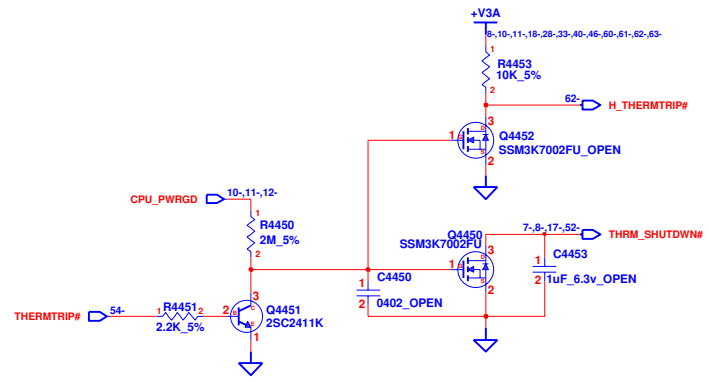 +V3A
8-,10-,11-,18-,28-,33-,40-,46-,60-,61-,62-,63-
1
R4453
10K_5%
2
62-
H_THERMTRIP#
3
D
Q4452
1
G
SSM3K7002FU_OPEN
S
2
10-,11-,12-
CPU_PWRGD
1
R4450
2M_5%
2
7-,8-,17-,52-
THRM_SHUTDWN#
Q4450
SSM3K7002FU
3
D
1
G
S
2
C4453
1
2
1uF_6.3v_OPEN
C4450
1
2
0402_OPEN
3
C
Q4451
2SC2411K
2
B
E
1
R4451
1
2
2.2K_5%
54-
THERMTRIP#